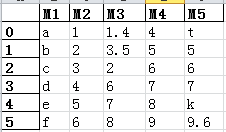 M1 M2 M3 M4 M5
0 a 1 1.4 4 t
1 b 2 3.5 5 5
2 c 3 2 6 6
3 d 4 6 7 7
4 e 5 7 8 k
5 f 6 8 9 9.6